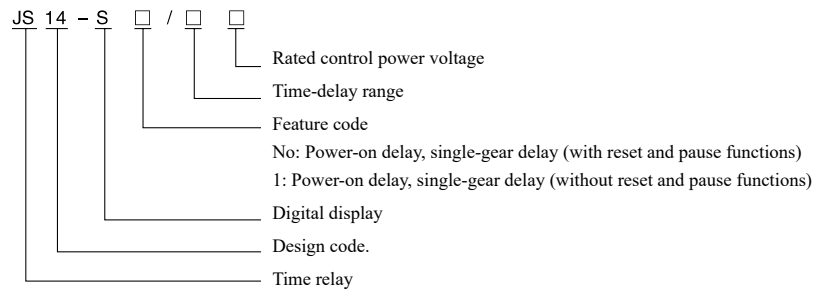 JS 14 - S □ / □ □
Rated control power voltage
Time-delay range
Feature code
No: Power-on delay, single-gear delay (with reset and pause functions)
1: Power-on delay, single-gear delay (without reset and pause functions)
Digital display
Design code.
Time relay